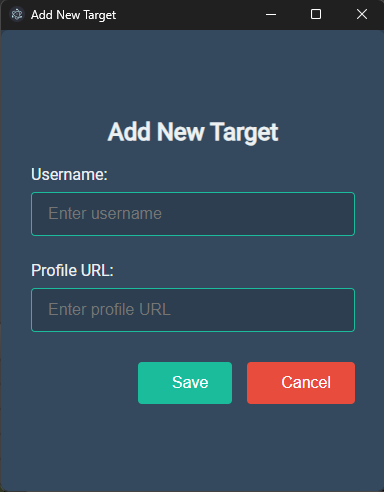 Add New Target
Add New Target
Username:
Enter username
Profile URL:
Enter profile URL
Save Cancel